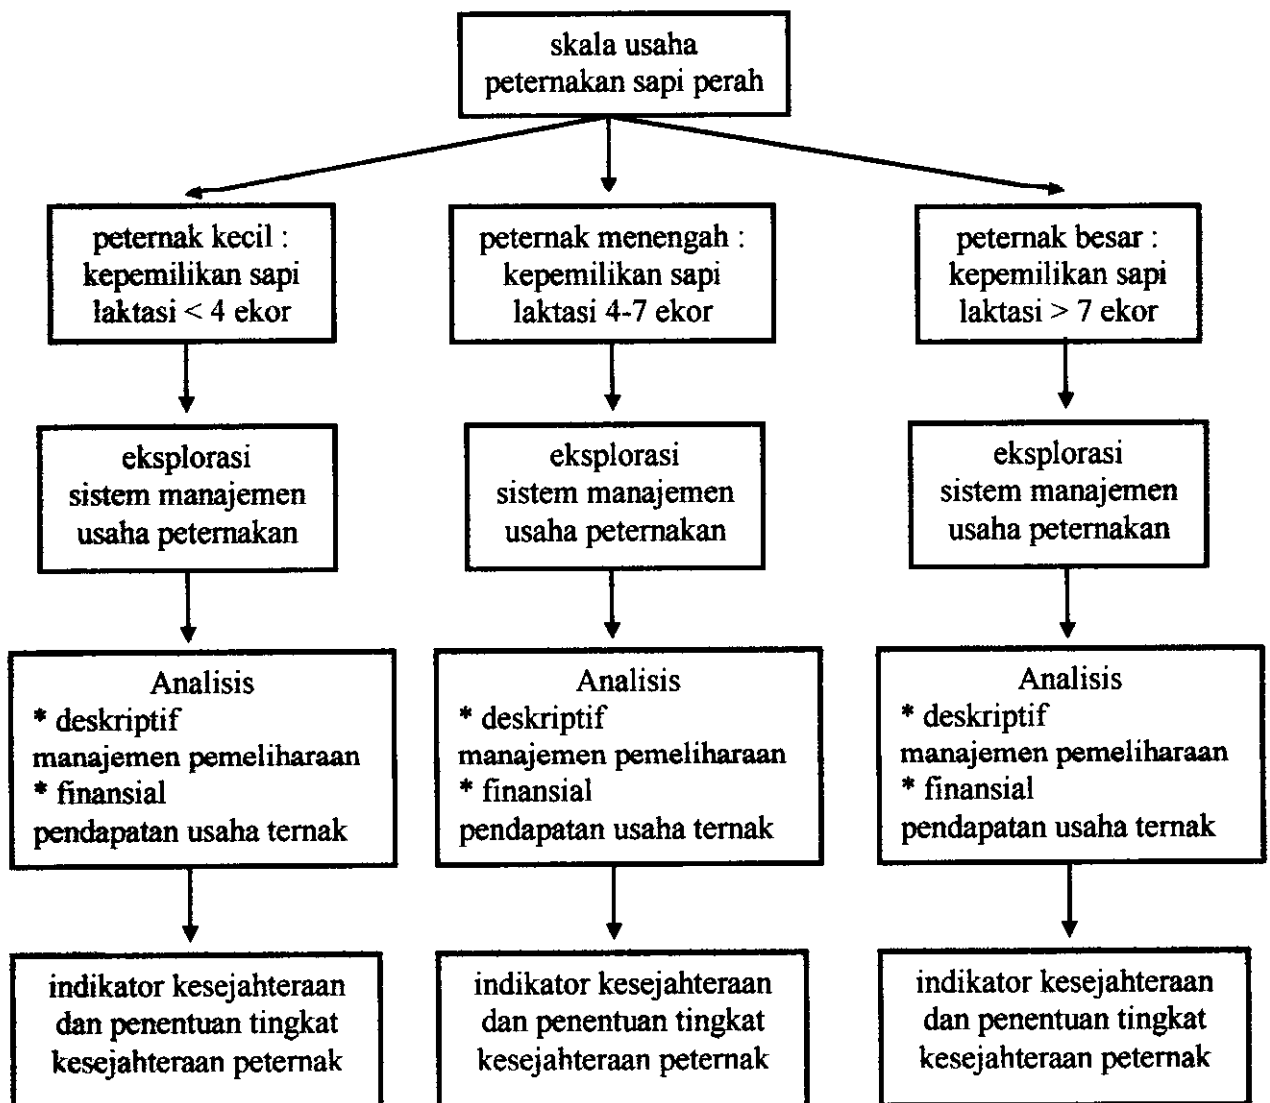 skala usaha
peternakan sapi perah
peternak kecil :
kepemilikan sapi
laktasi < 4 ekor
peternak menengah :
kepemilikan sapi
laktasi 4-7 ekor
peternak besar :
kepemilikan sapi
laktasi > 7 ekor
eksplorasi
sistem manajemen
usaha peternakan
eksplorasi
sistem manajemen
usaha peternakan
eksplorasi
sistem manajemen
usaha peternakan
Analisis
* deskriptif
manajemen pemeliharaan
* finansial
pendapatan usaha ternak
Analisis
* deskriptif
manajemen pemeliharaan
* finansial
pendapatan usaha ternak
Analisis
* deskriptif
manajemen pemeliharaan
* finansial
pendapatan usaha ternak
indikator kesejahteraan
dan penentuan tingkat
kesejahteraan peternak
indikator kesejahteraan
dan penentuan tingkat
kesejahteraan peternak
indikator kesejahteraan
dan penentuan tingkat
kesejahteraan peternak